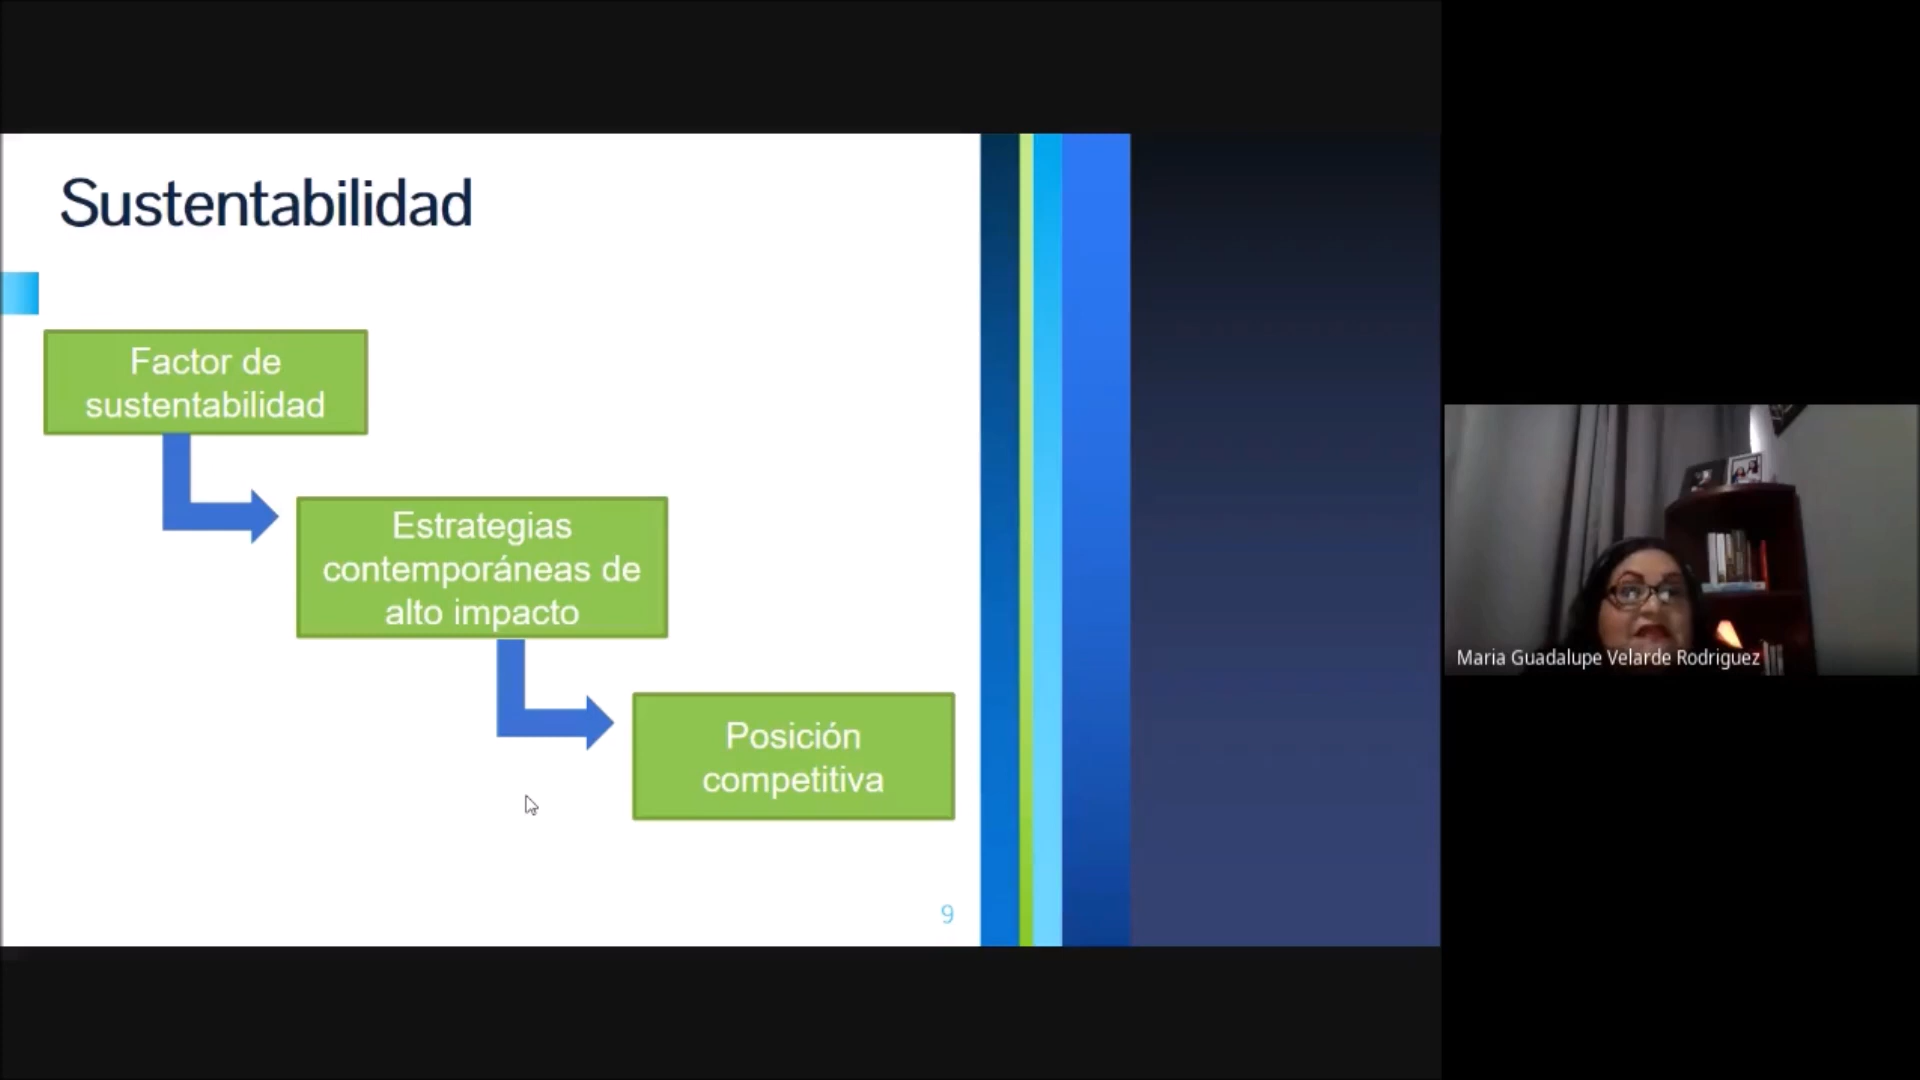 Sustentabilidad
Factor de
sustentabilidad
Estrategias
contemporáneas de
alto impacto
Posición
competitiva
9
Maria Guadalupe Velarde Rodriguez